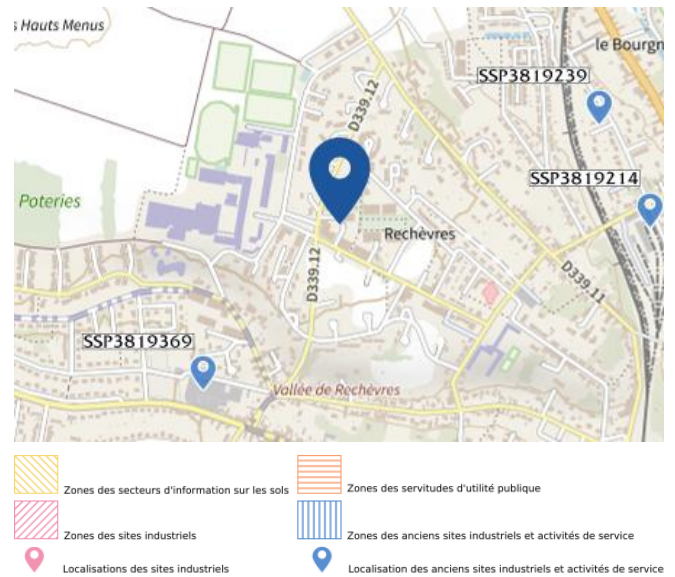 s Hauts Menus
le Bourgn
SSP3819239
D339.12
SSP3819214
Poteries
Rechèvres
D339.12
D339.11
SSP3819369
Vallée de Rechèvres
Zones des secteurs d'information sur les sols
Zones des servitudes d'utilité publique
Zones des sites industriels
Zones des anciens sites industriels et activités de service
Localisations des sites industriels
Localisation des anciens sites industriels et activités de service